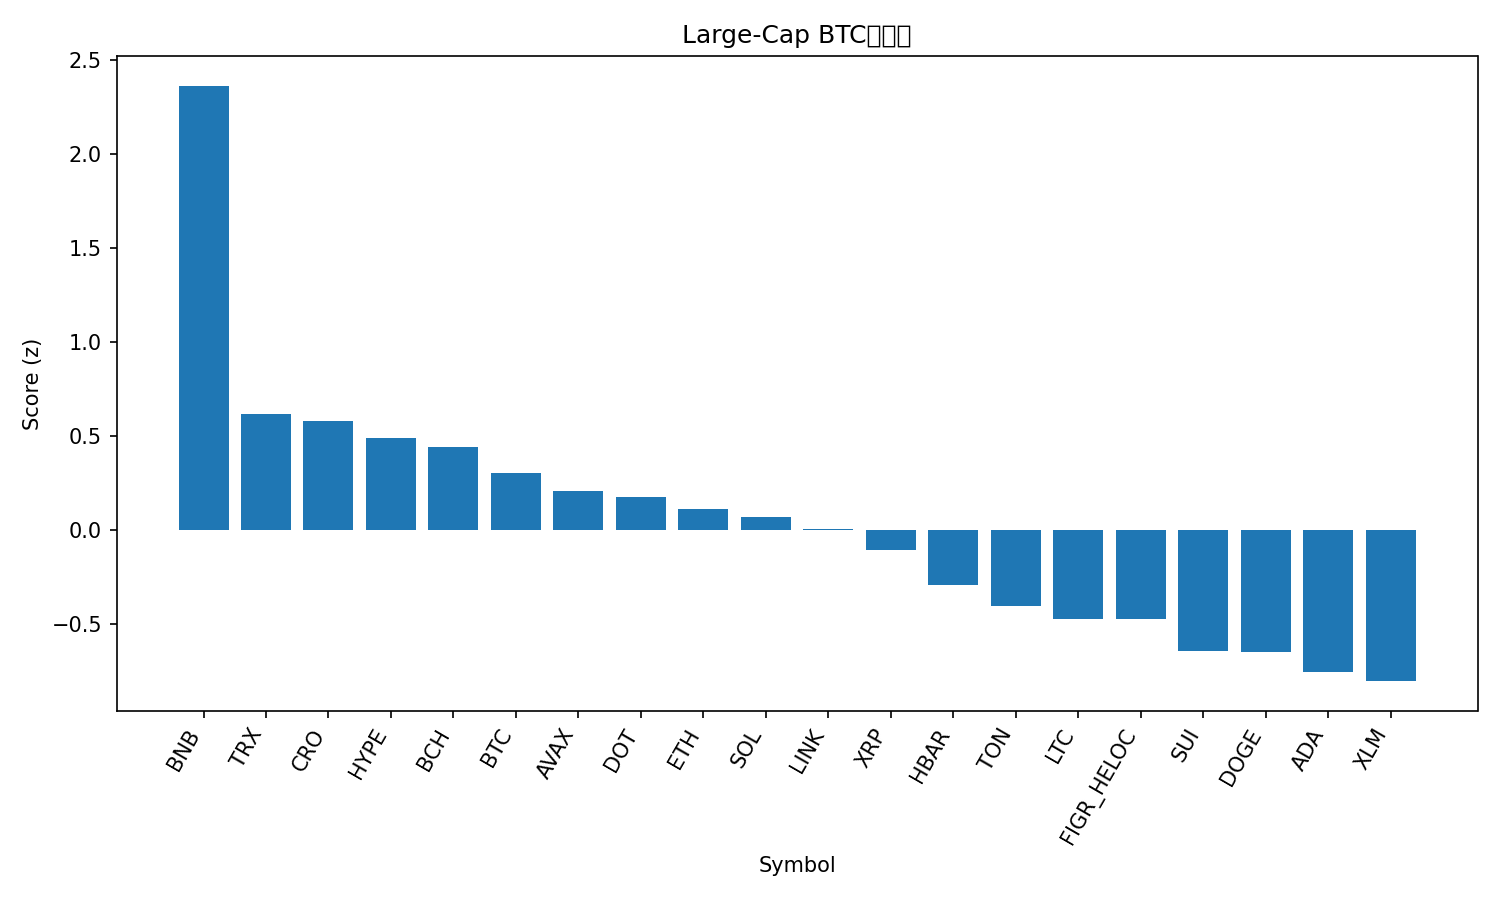 Large-Cap BTC
2.5
2.0
1.5
1.0
0.5
0.0
−0.5
Score (z)
BNB
TRX
CRO
HYPE
BCH
BTC
AVAX
DOT
ETH
SOL
LINK
XRP
HBAR
TON
LTC
FIGR_HELOC
SUI
DOGE
ADA
XLM
Symbol